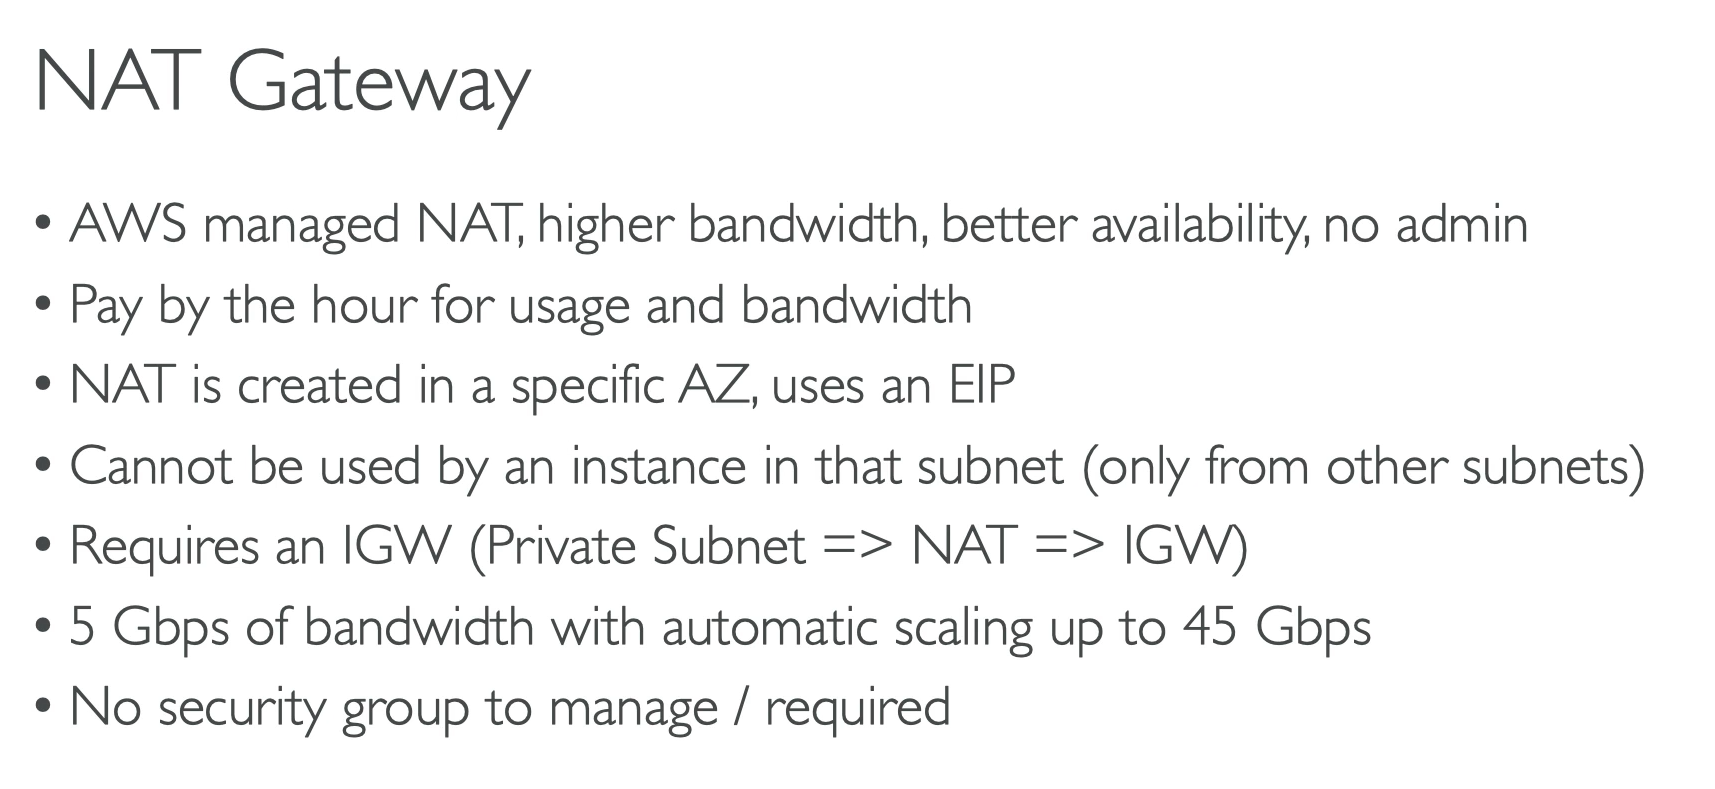 NAT Gateway
• AWS managed NAT, higher bandwidth, better availability, no admin
• Pay by the hour for usage and bandwidth
• NAT is created in a specific AZ, uses an EIP
• Cannot be used by an instance in that subnet (only from other subnets)
• Requires an IGW (Private Subnet => NAT => IGW)
• 5 Gbps of bandwidth with automatic scaling up to 45 Gbps
• No security group to manage / required